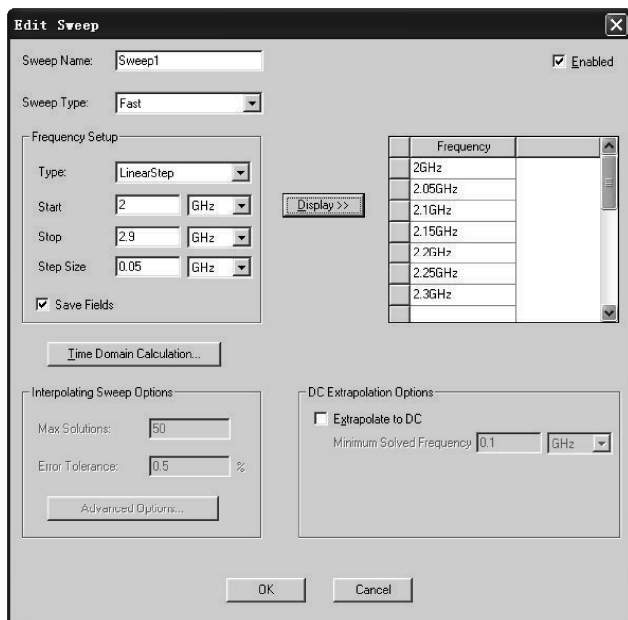 Edit Sweep
Sweep Name: Sweep1
Enabled
Sweep Type: Fast
Frequency Setup
Type: LinearStep
Start 2 GHz
Stop 2.9 GHz
Step Size 0.05 GHz
Save Fields
Display >>
Frequency
2GHz
2.05GHz
2.1GHz
2.15GHz
2.2GHz
2.25GHz
2.3GHz
Time Domain Calculation...
Interpolating Sweep Options
Max Solutions: 50
Error Tolerance: 0.5 %
Advanced Options...
DC Extrapolation Options
Extrapolate to DC
Minimum Solved Frequency 0.1 GHz
OK
Cancel